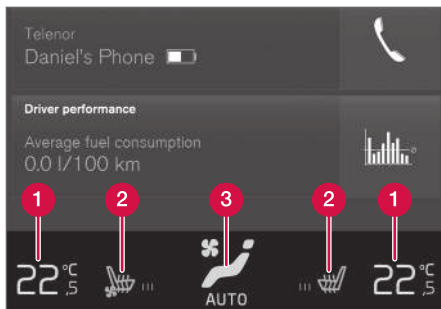 Telenor
Daniel's Phone
Driver performance
Average fuel consumption
0.0 l/100 km
1
2
3
2
1
22,5 °C
AUTO
22,5 °C